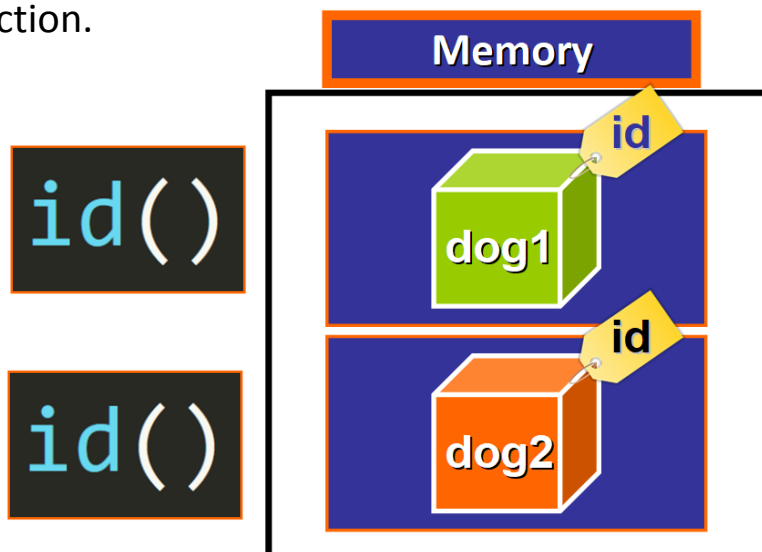 ction.
Memory
id
id()
dog1
id
id()
dog2